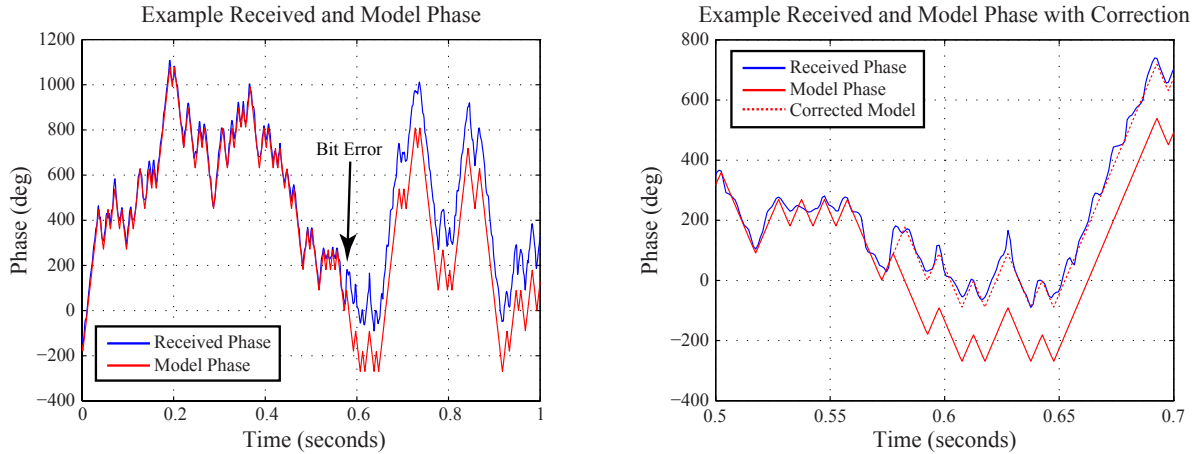 Example Received and Model Phase
1200
1000
800
600
400
200
0
−200
−400
Phase (deg)
Bit Error
Received Phase
Model Phase
0
0.2
0.4
0.6
0.8
1
Time (seconds)
Example Received and Model Phase with Correction
800
600
400
200
0
−200
−400
Phase (deg)
Received Phase
Model Phase
Corrected Model
0.5
0.55
0.6
0.65
0.7
Time (seconds)